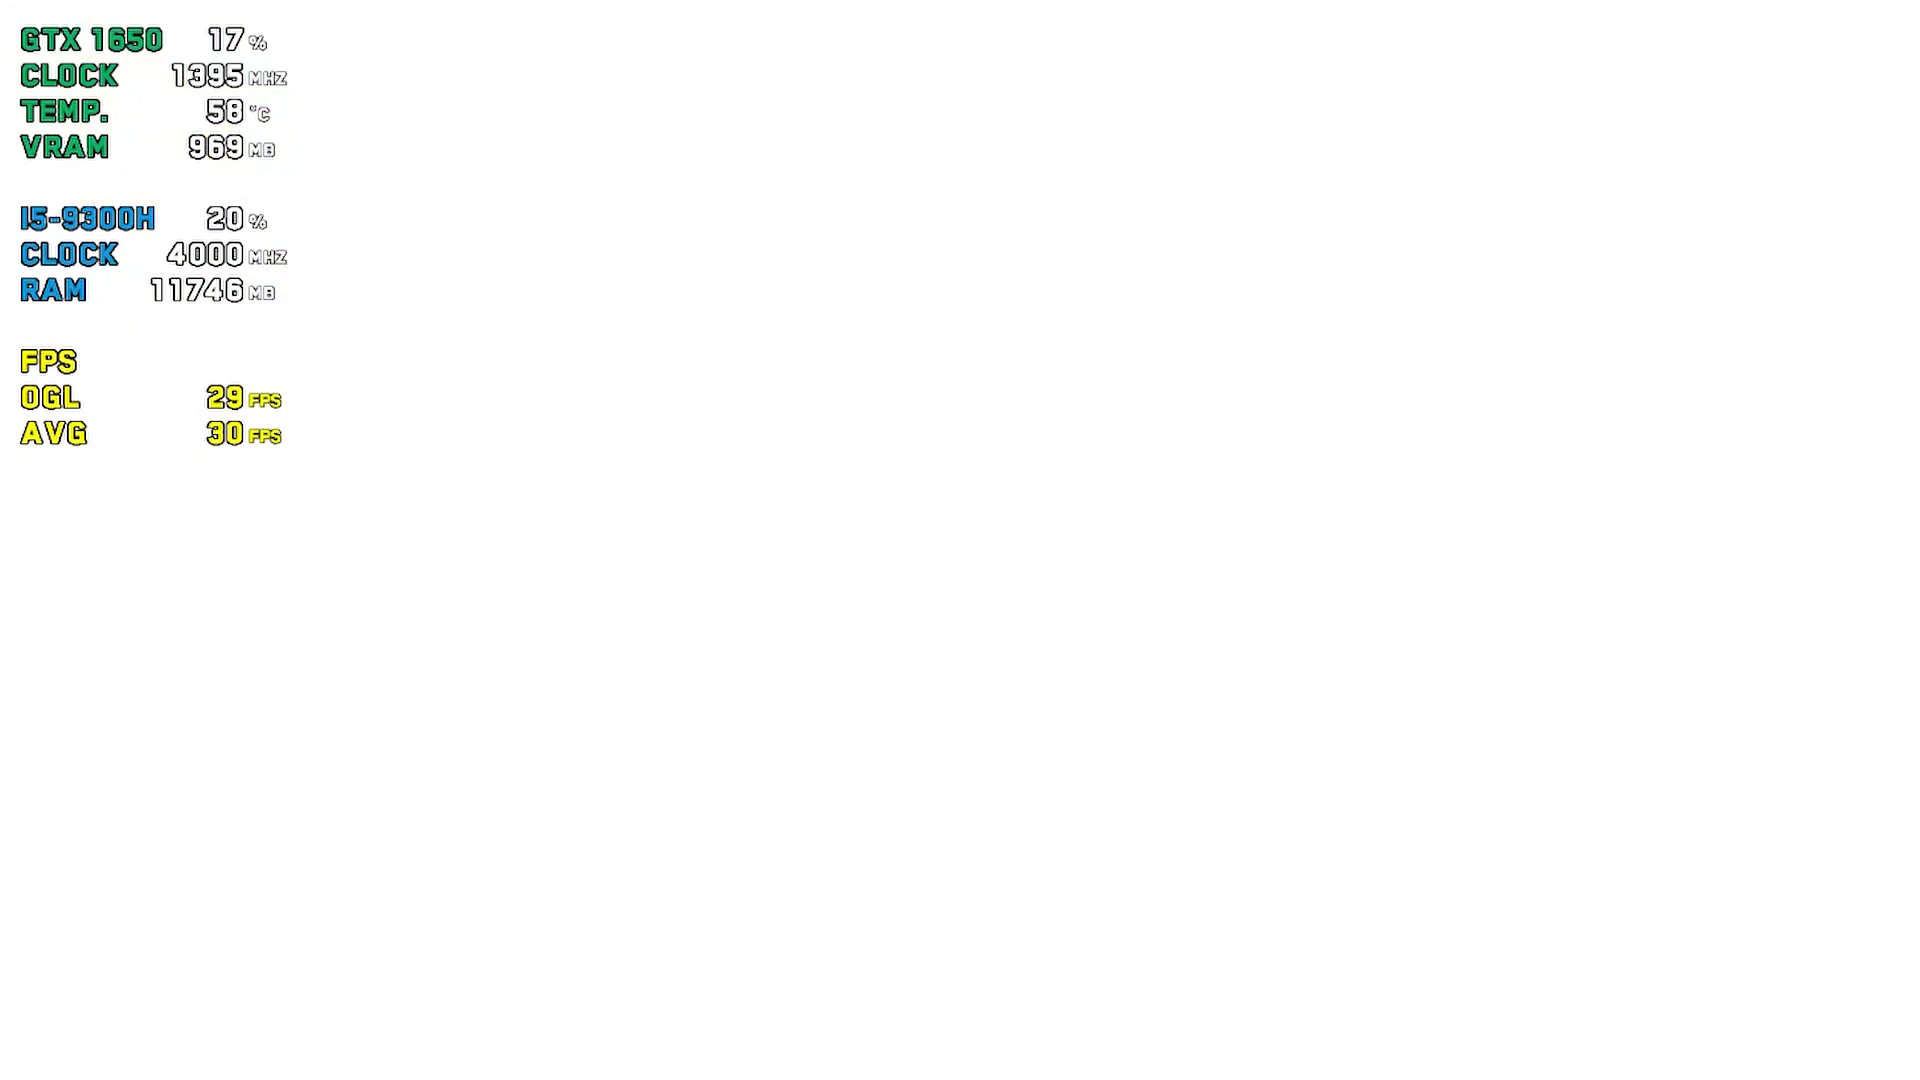 GTX 1650 17 %
CLOCK 1395 MHZ
TEMP. 58 °C
VRAM 969 MB
I5-9300H 20 %
CLOCK 4000 MHZ
RAM 11746 MB
FPS
OGL 29 FPS
AVG 30 FPS